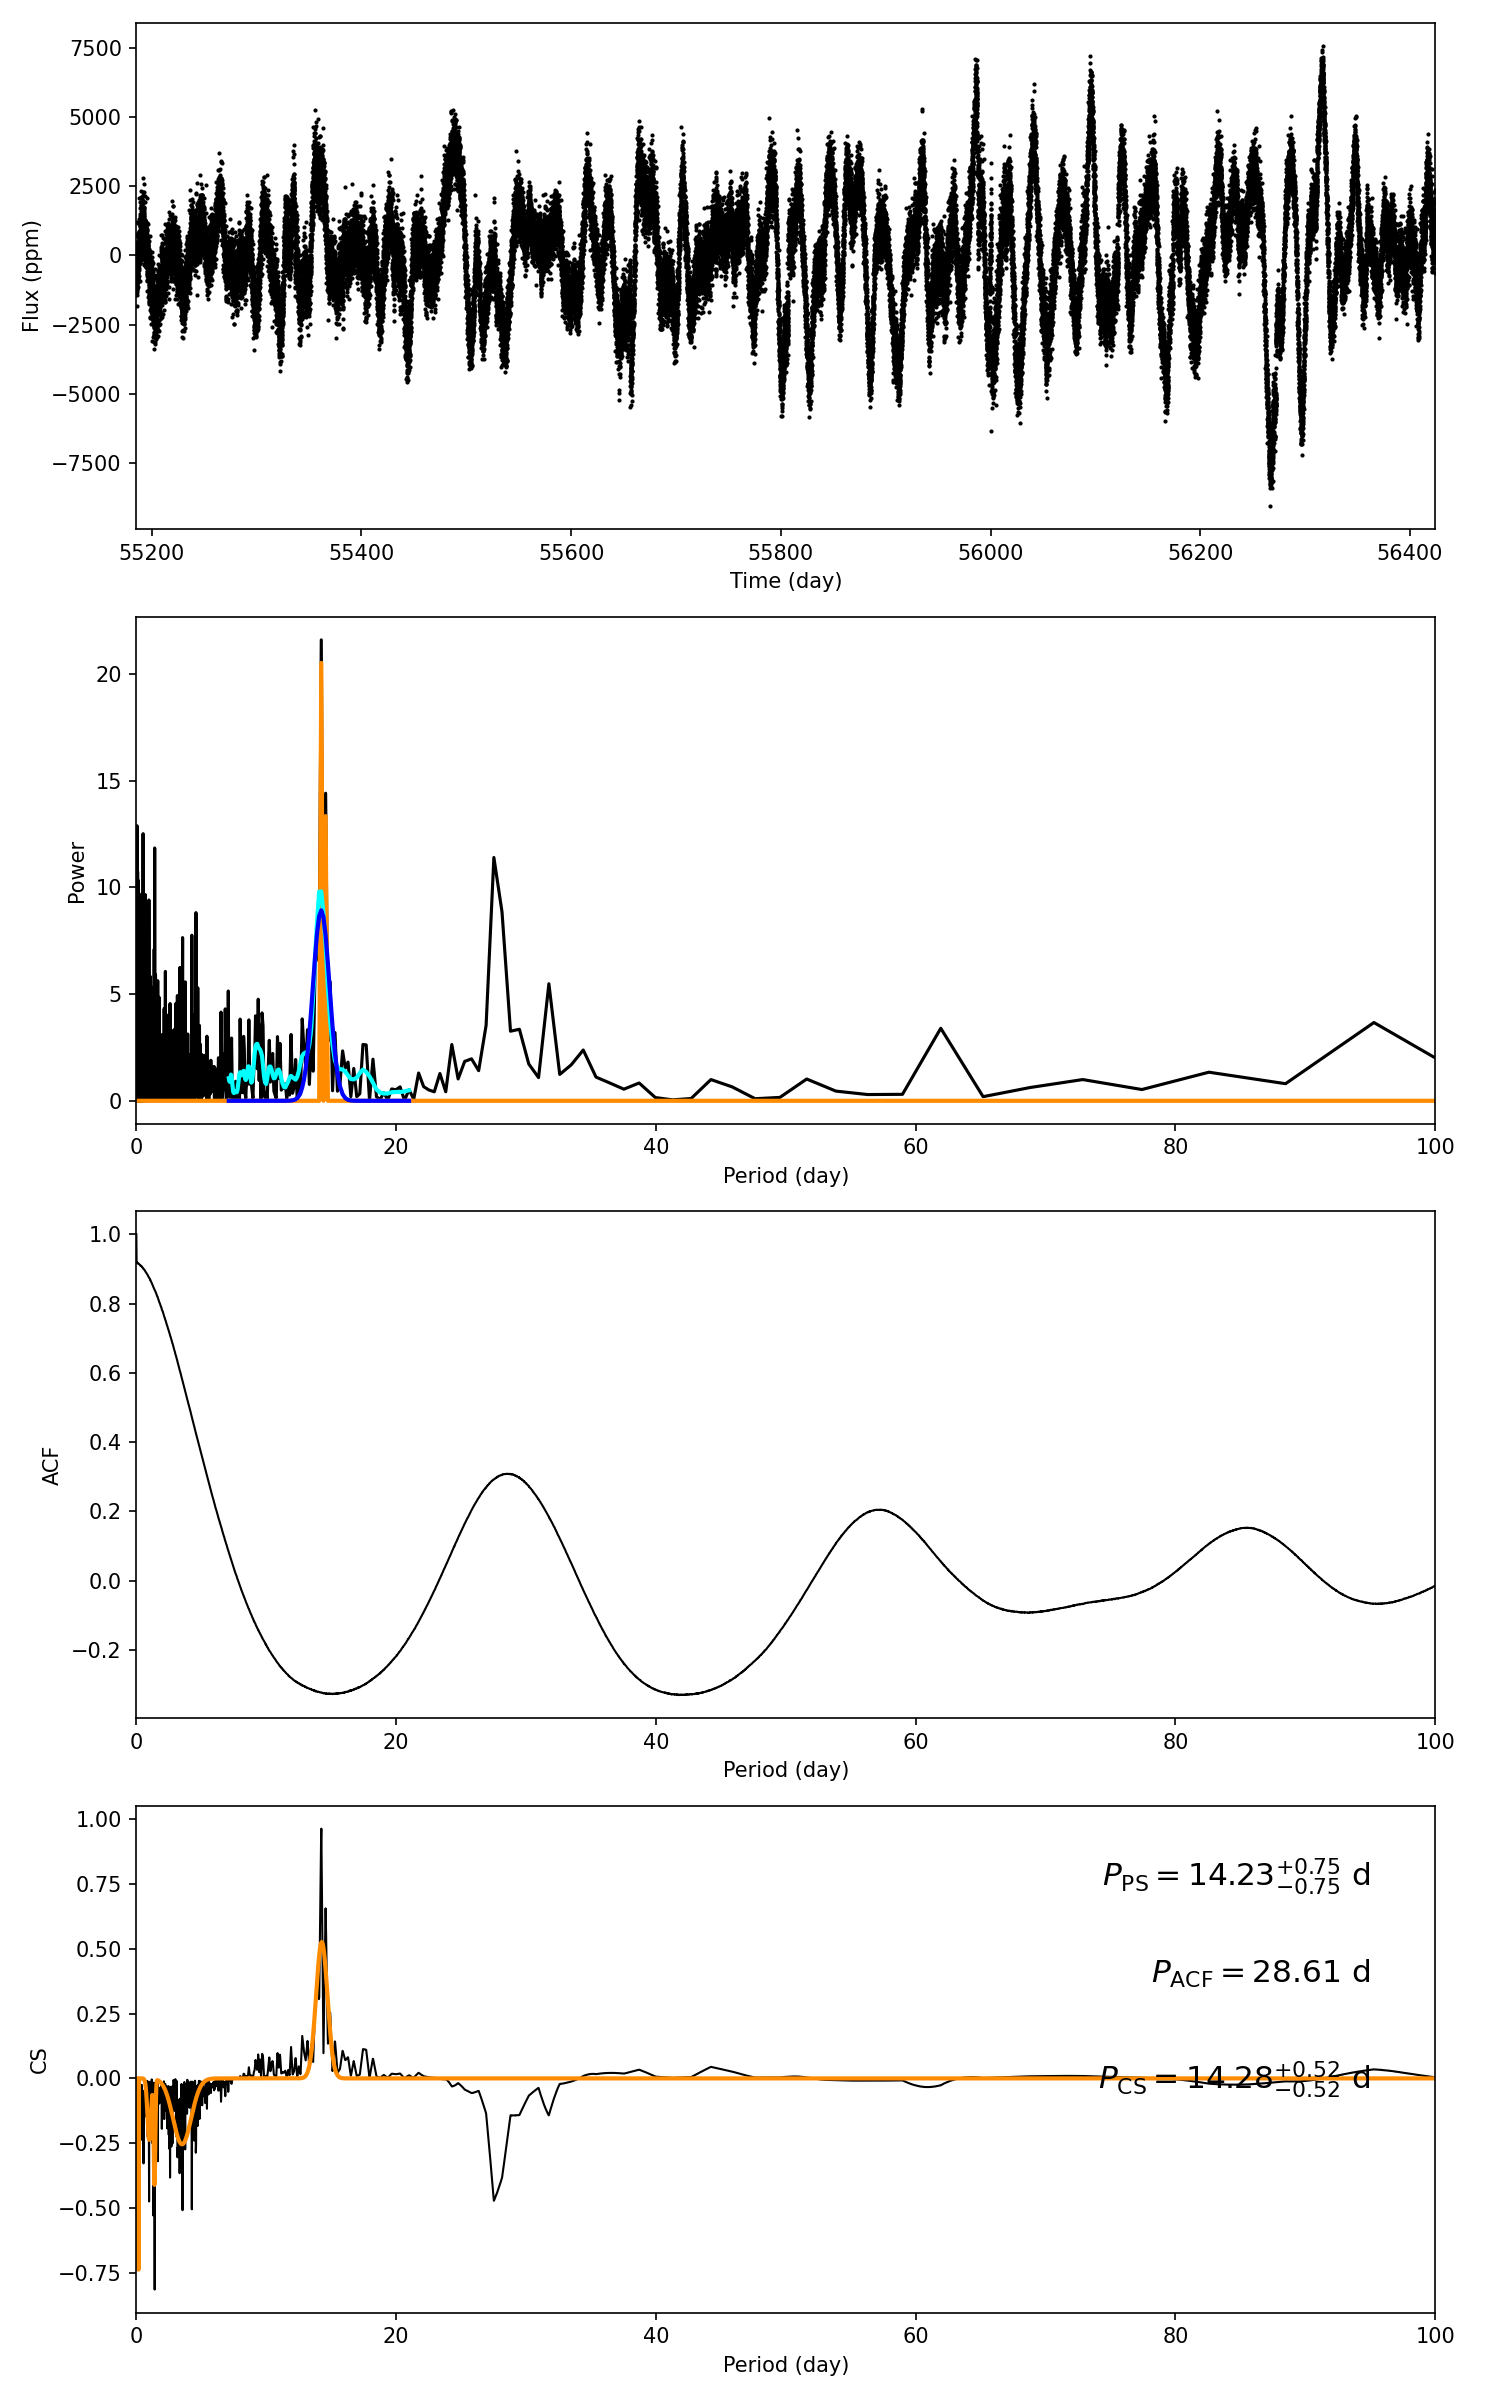 7500
5000
2500
0
−2500
−5000
−7500
Flux (ppm)
55200 55400 55600 55800 56000 56200 56400
Time (day)
20
15
10
5
0
Power
0 20 40 60 80 100
Period (day)
1.0
0.8
0.6
0.4
0.2
0.0
−0.2
ACF
0 20 40 60 80 100
Period (day)
1.00
0.75
0.50
0.25
0.00
−0.25
−0.50
−0.75
CS
P_PS = 14.23 +0.75 −0.75 d
P_ACF = 28.61 d
P_CS = 14.28 +0.52 −0.52 d
0 20 40 60 80 100
Period (day)